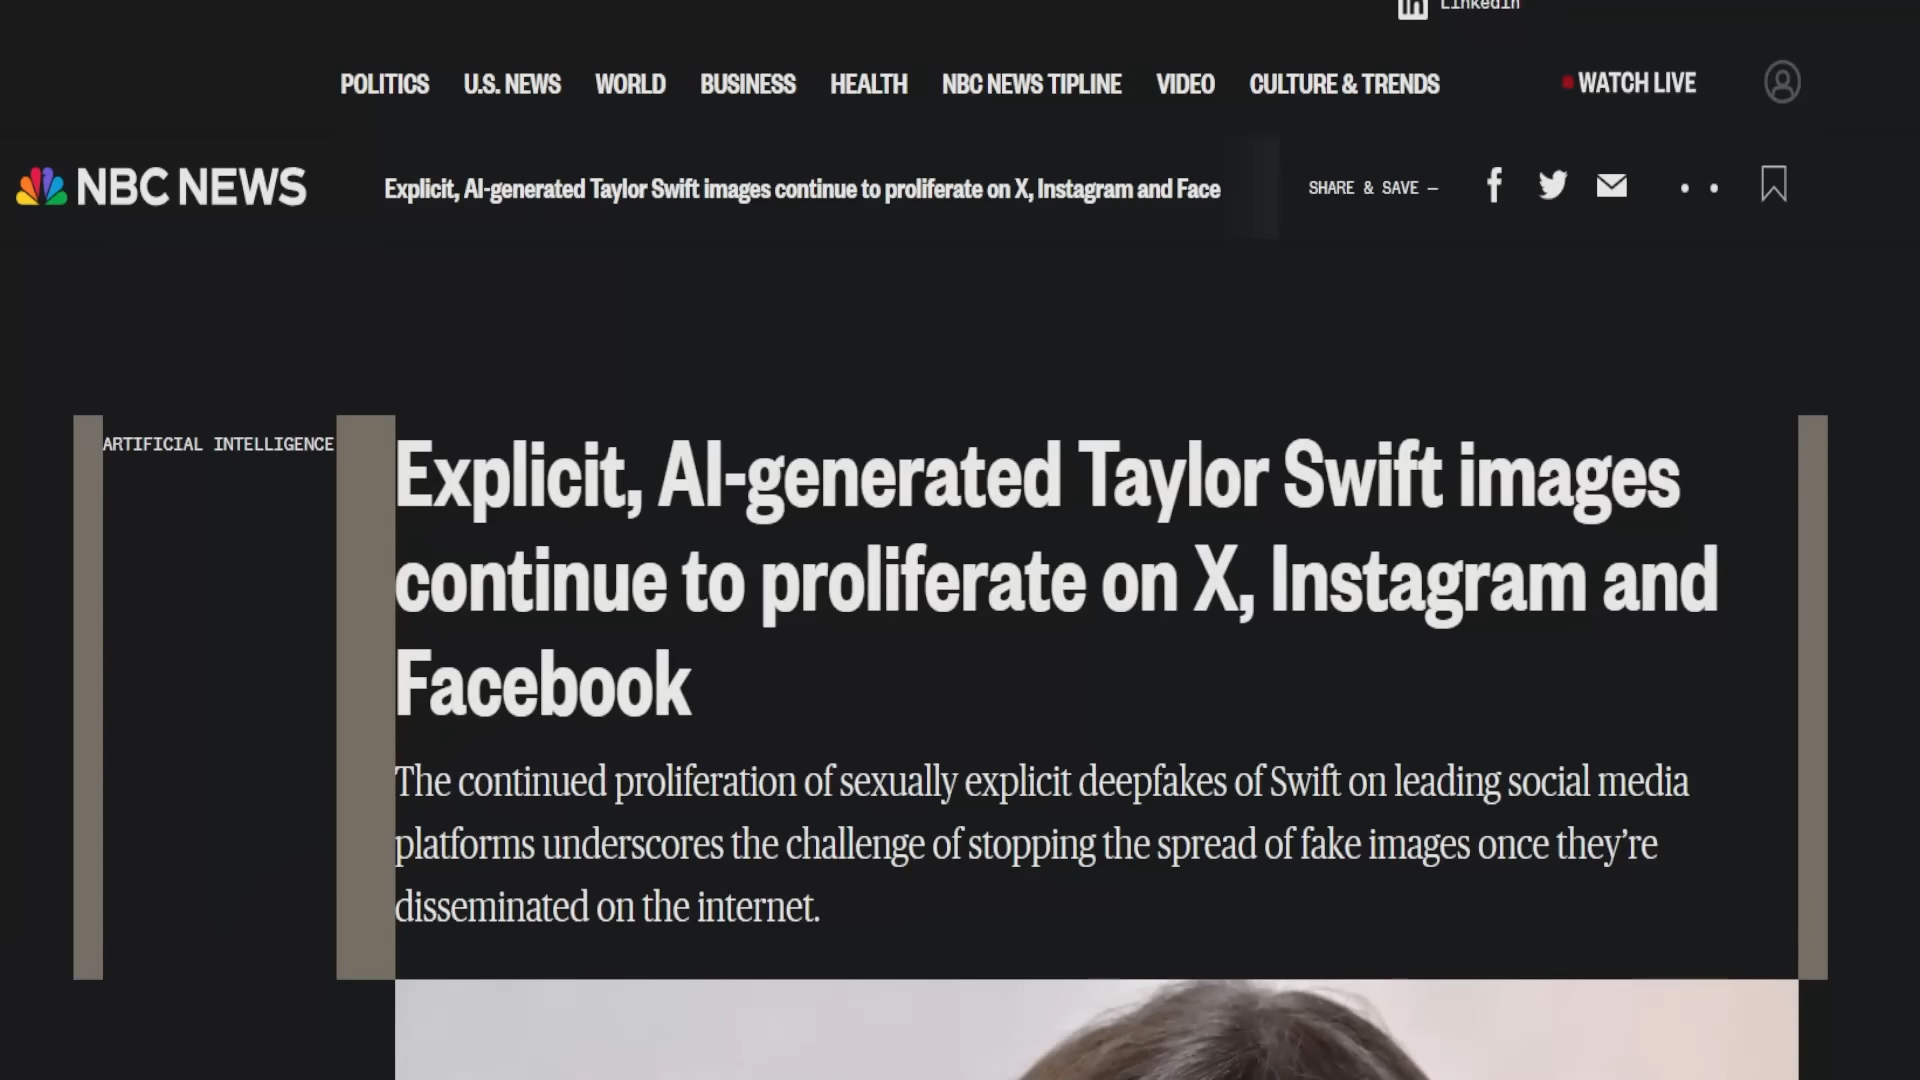 LinkedIn
POLITICS U.S. NEWS WORLD BUSINESS HEALTH NBC NEWS TIPLINE VIDEO CULTURE & TRENDS WATCH LIVE
NBC NEWS Explicit, AI-generated Taylor Swift images continue to proliferate on X, Instagram and Face SHARE & SAVE —
ARTIFICIAL INTELLIGENCE
Explicit, AI-generated Taylor Swift images
continue to proliferate on X, Instagram and
Facebook
The continued proliferation of sexually explicit deepfakes of Swift on leading social media
platforms underscores the challenge of stopping the spread of fake images once they’re
disseminated on the internet.